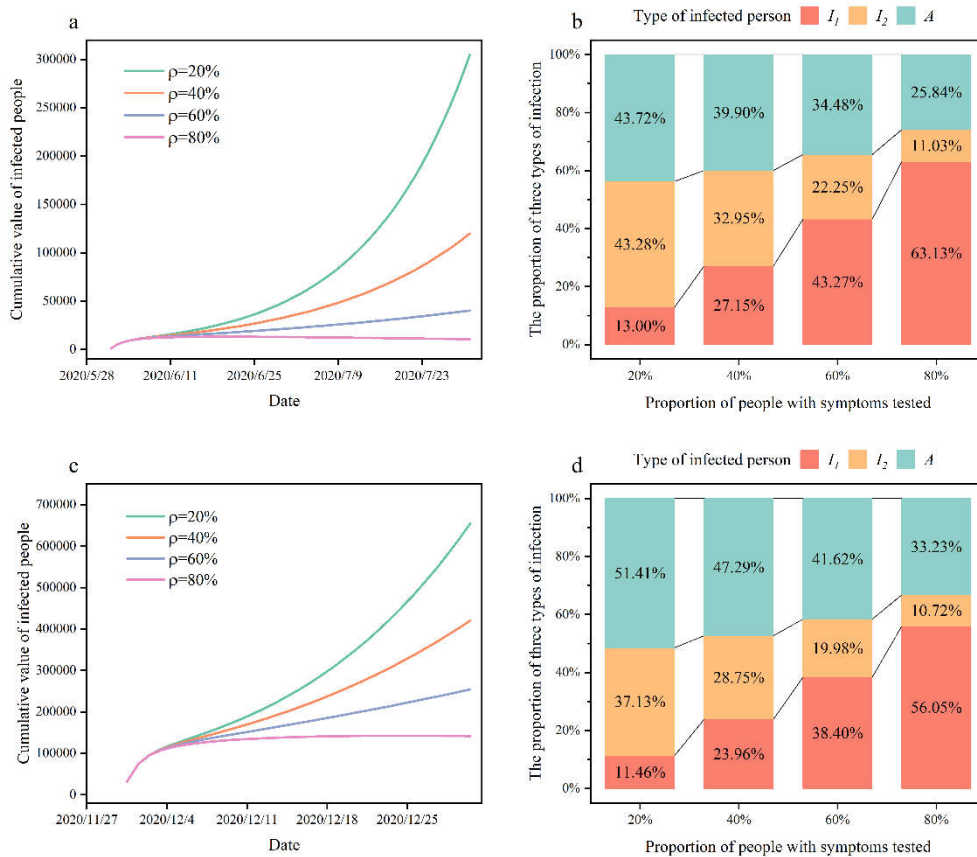 a
Cumulative value of infected people
300000
250000
200000
150000
100000
50000
0
ρ=20%
ρ=40%
ρ=60%
ρ=80%
2020/5/28 2020/6/11 2020/6/25 2020/7/9 2020/7/23
Date
b
Type of infected person I1 I2 A
The proportion of three types of infection
100%
80%
60%
40%
20%
0%
43.72% 39.90% 34.48% 25.84%
43.28% 32.95% 22.25% 11.03%
13.00% 27.15% 43.27% 63.13%
20% 40% 60% 80%
Proportion of people with symptoms tested
c
Cumulative value of infected people
700000
600000
500000
400000
300000
200000
100000
0
ρ=20%
ρ=40%
ρ=60%
ρ=80%
2020/11/27 2020/12/4 2020/12/11 2020/12/18 2020/12/25
Date
d
Type of infected person I1 I2 A
The proportion of three types of infection
100%
80%
60%
40%
20%
0%
51.41% 47.29% 41.62% 33.23%
37.13% 28.75% 19.98% 10.72%
11.46% 23.96% 38.40% 56.05%
20% 40% 60% 80%
Proportion of people with symptoms tested